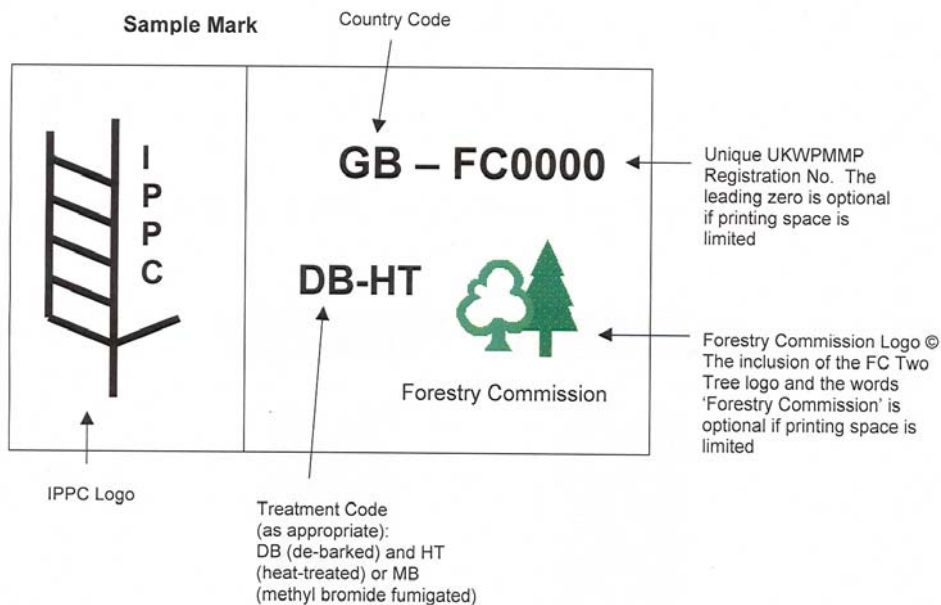 Sample Mark
Country Code
I
P
P
C
GB – FC0000
Unique UKWPMMP
Registration No. The
leading zero is optional
if printing space is
limited
DB-HT
Forestry Commission
Forestry Commission Logo ©
The inclusion of the FC Two
Tree logo and the words
‘Forestry Commission’ is
optional if printing space is
limited
IPPC Logo
Treatment Code
(as appropriate):
DB (de-barked) and HT
(heat-treated) or MB
(methyl bromide fumigated)